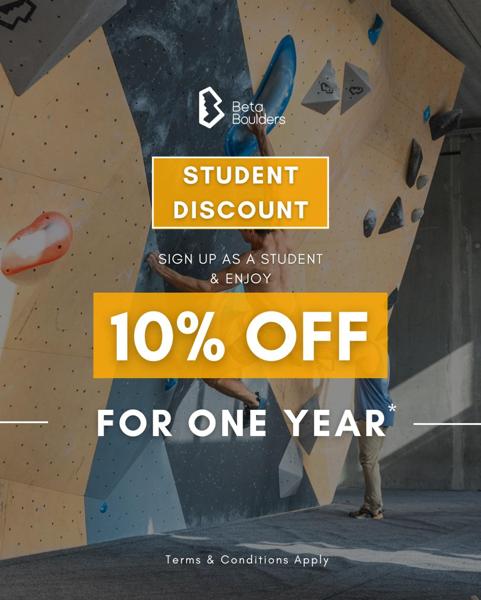 Beta
Boulders
STUDENT
DISCOUNT
SIGN UP AS A STUDENT
& ENJOY
10% OFF
FOR ONE YEAR*
Terms & Conditions Apply